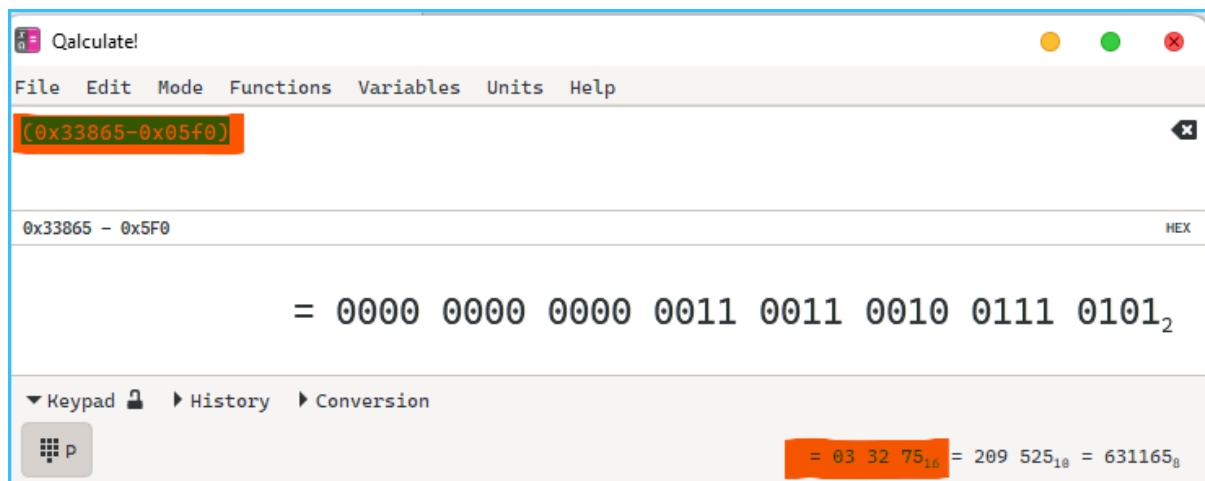 Qalculate!
File Edit Mode Functions Variables Units Help
(0x33865-0x05f0)
0x33865 - 0x5F0 HEX
= 0000 0000 0000 0011 0011 0010 0111 0101₂
Keypad History Conversion
p
= 03 32 75₁₆ = 209 525₁₀ = 631165₈